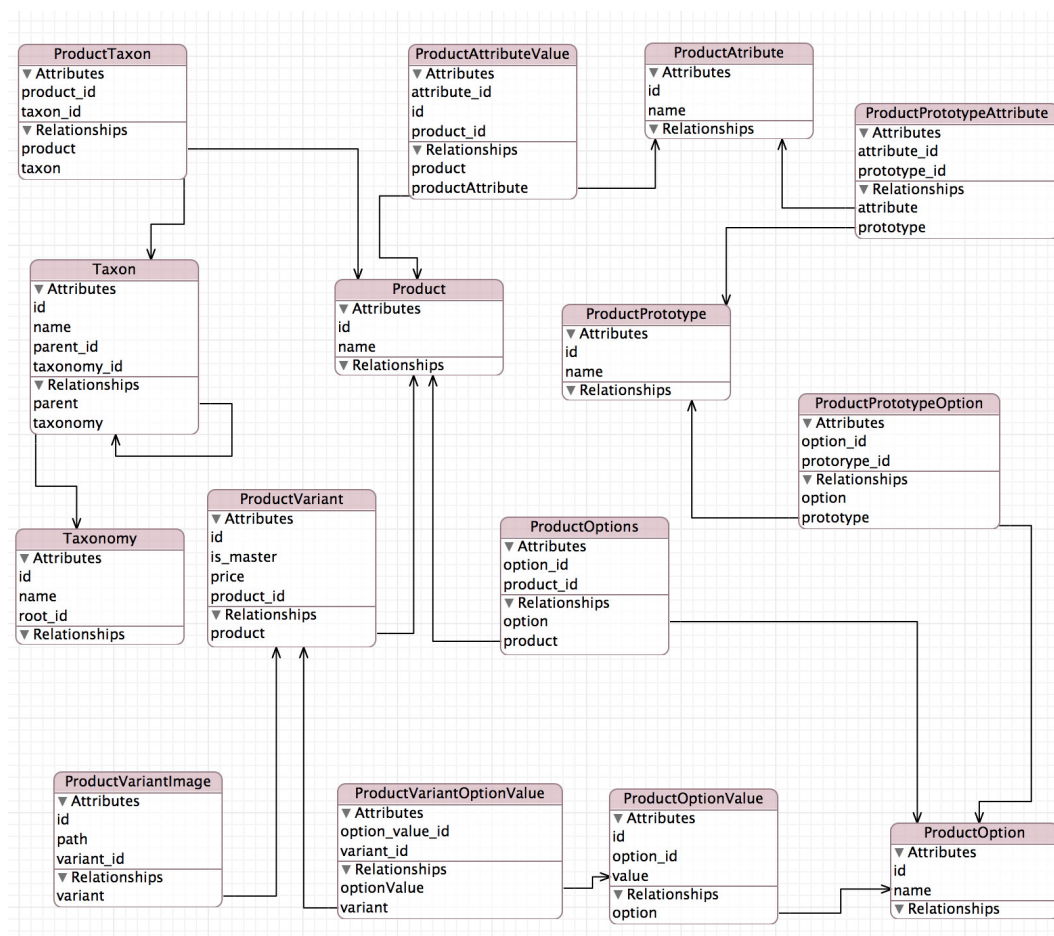 ProductTaxon
▼ Attributes
product_id
taxon_id
▼ Relationships
product
taxon
ProductAttributeValue
▼ Attributes
attribute_id
id
product_id
▼ Relationships
product
productAttribute
ProductAtribute
▼ Attributes
id
name
▼ Relationships
ProductPrototypeAttribute
▼ Attributes
attribute_id
prototype_id
▼ Relationships
attribute
prototype
Taxon
▼ Attributes
id
name
parent_id
taxonomy_id
▼ Relationships
parent
taxonomy
Product
▼ Attributes
id
name
▼ Relationships
ProductPrototype
▼ Attributes
id
name
▼ Relationships
ProductPrototypeOption
▼ Attributes
option_id
protorype_id
▼ Relationships
option
prototype
Taxonomy
▼ Attributes
id
name
root_id
▼ Relationships
ProductVariant
▼ Attributes
id
is_master
price
product_id
▼ Relationships
product
ProductOptions
▼ Attributes
option_id
product_id
▼ Relationships
option
product
ProductVariantImage
▼ Attributes
id
path
variant_id
▼ Relationships
variant
ProductVariantOptionValue
▼ Attributes
option_value_id
variant_id
▼ Relationships
optionValue
variant
ProductOptionValue
▼ Attributes
id
option_id
value
▼ Relationships
option
ProductOption
▼ Attributes
id
name
▼ Relationships